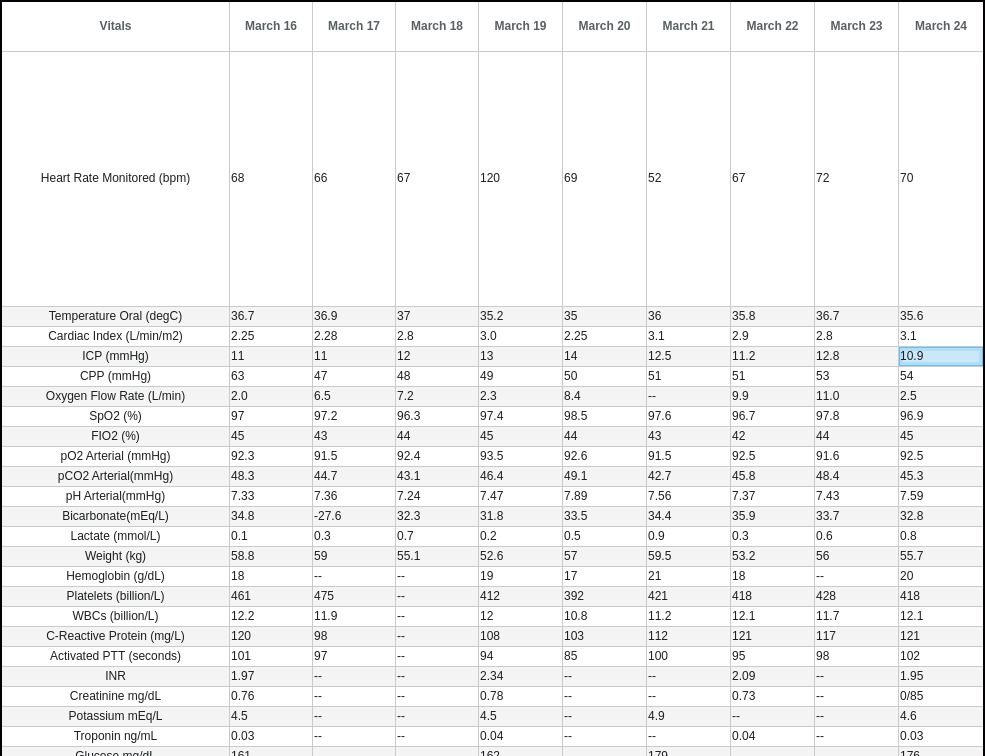 Vitals March 16 March 17 March 18 March 19 March 20 March 21 March 22 March 23 March 24
Heart Rate Monitored (bpm) 68 66 67 120 69 52 67 72 70
Temperature Oral (degC) 36.7 36.9 37 35.2 35 36 35.8 36.7 35.6
Cardiac Index (L/min/m2) 2.25 2.28 2.8 3.0 2.25 3.1 2.9 2.8 3.1
ICP (mmHg) 11 11 12 13 14 12.5 11.2 12.8 10.9
CPP (mmHg) 63 47 48 49 50 51 51 53 54
Oxygen Flow Rate (L/min) 2.0 6.5 7.2 2.3 8.4 -- 9.9 11.0 2.5
SpO2 (%) 97 97.2 96.3 97.4 98.5 97.6 96.7 97.8 96.9
FIO2 (%) 45 43 44 45 44 43 42 44 45
pO2 Arterial (mmHg) 92.3 91.5 92.4 93.5 92.6 91.5 92.5 91.6 92.5
pCO2 Arterial(mmHg) 48.3 44.7 43.1 46.4 49.1 42.7 45.8 48.4 45.3
pH Arterial(mmHg) 7.33 7.36 7.24 7.47 7.89 7.56 7.37 7.43 7.59
Bicarbonate(mEq/L) 34.8 -27.6 32.3 31.8 33.5 34.4 35.9 33.7 32.8
Lactate (mmol/L) 0.1 0.3 0.7 0.2 0.5 0.9 0.3 0.6 0.8
Weight (kg) 58.8 59 55.1 52.6 57 59.5 53.2 56 55.7
Hemoglobin (g/dL) 18 -- -- 19 17 21 18 -- 20
Platelets (billion/L) 461 475 -- 412 392 421 418 428 418
WBCs (billion/L) 12.2 11.9 -- 12 10.8 11.2 12.1 11.7 12.1
C-Reactive Protein (mg/L) 120 98 -- 108 103 112 121 117 121
Activated PTT (seconds) 101 97 -- 94 85 100 95 98 102
INR 1.97 -- -- 2.34 -- -- 2.09 -- 1.95
Creatinine mg/dL 0.76 -- -- 0.78 -- -- 0.73 -- 0/85
Potassium mEq/L 4.5 -- -- 4.5 -- 4.9 -- -- 4.6
Troponin ng/mL 0.03 -- -- 0.04 -- -- 0.04 -- 0.03
Glucose mg/dL 161 162 179 176